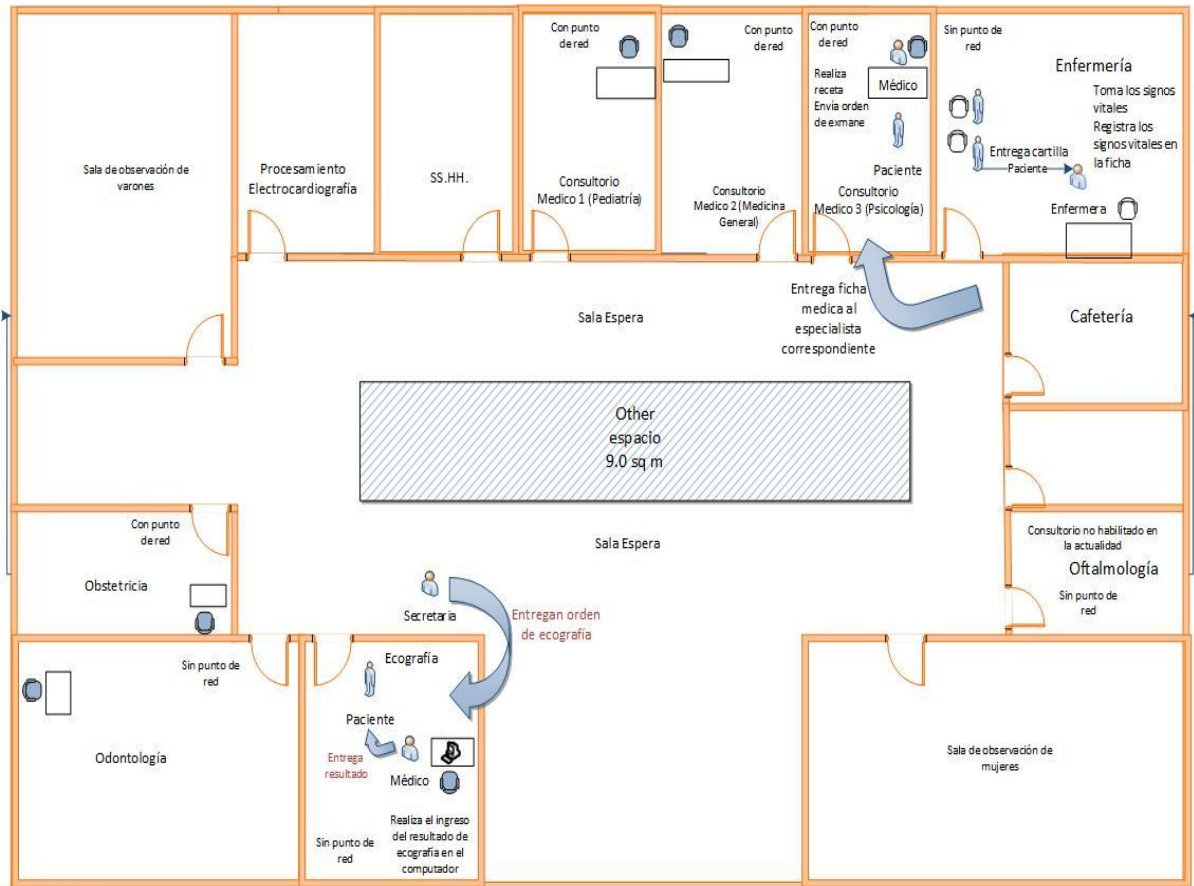 Sala de observación de
varones
Procesamiento
Electrocardiografía
SS.HH.
Con punto
de red
Consultorio
Medico 1 (Pediatría)
Con punto
de red
Consultorio
Medico 2 (Medicina
General)
Con punto
de red
Realiza
receta
Envía orden
de exmane
Médico
Paciente
Consultorio
Medico 3 (Psicología)
Sin punto de
red
Enfermería
Toma los signos
vitales
Registra los
signos vitales en
la ficha
Entrega cartilla
Paciente
Enfermera
Sala Espera
Entrega ficha
medica al
especialista
correspondiente
Cafetería
Other
espacio
9.0 sq m
Sala Espera
Consultorio no habilitado en
la actualidad
Oftalmología
Sin punto de
red
Con punto
de red
Obstetricia
Secretaria
Entregan orden
de ecografía
Sin punto de
red
Odontología
Ecografía
Paciente
Entrega
resultado
Médico
Sin punto de
red
Realiza el ingreso
del resultado de
ecografía en el
computador
Sala de observación de
mujeres